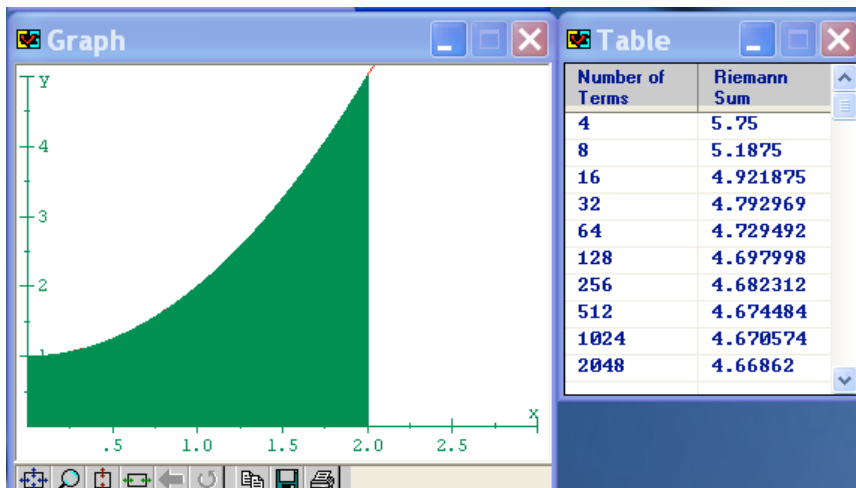 Graph
y
4
3
2
1
x
.5 1.0 1.5 2.0 2.5
Table
Number of Terms Riemann Sum
4 5.75
8 5.1875
16 4.921875
32 4.792969
64 4.729492
128 4.697998
256 4.682312
512 4.674484
1024 4.670574
2048 4.66862